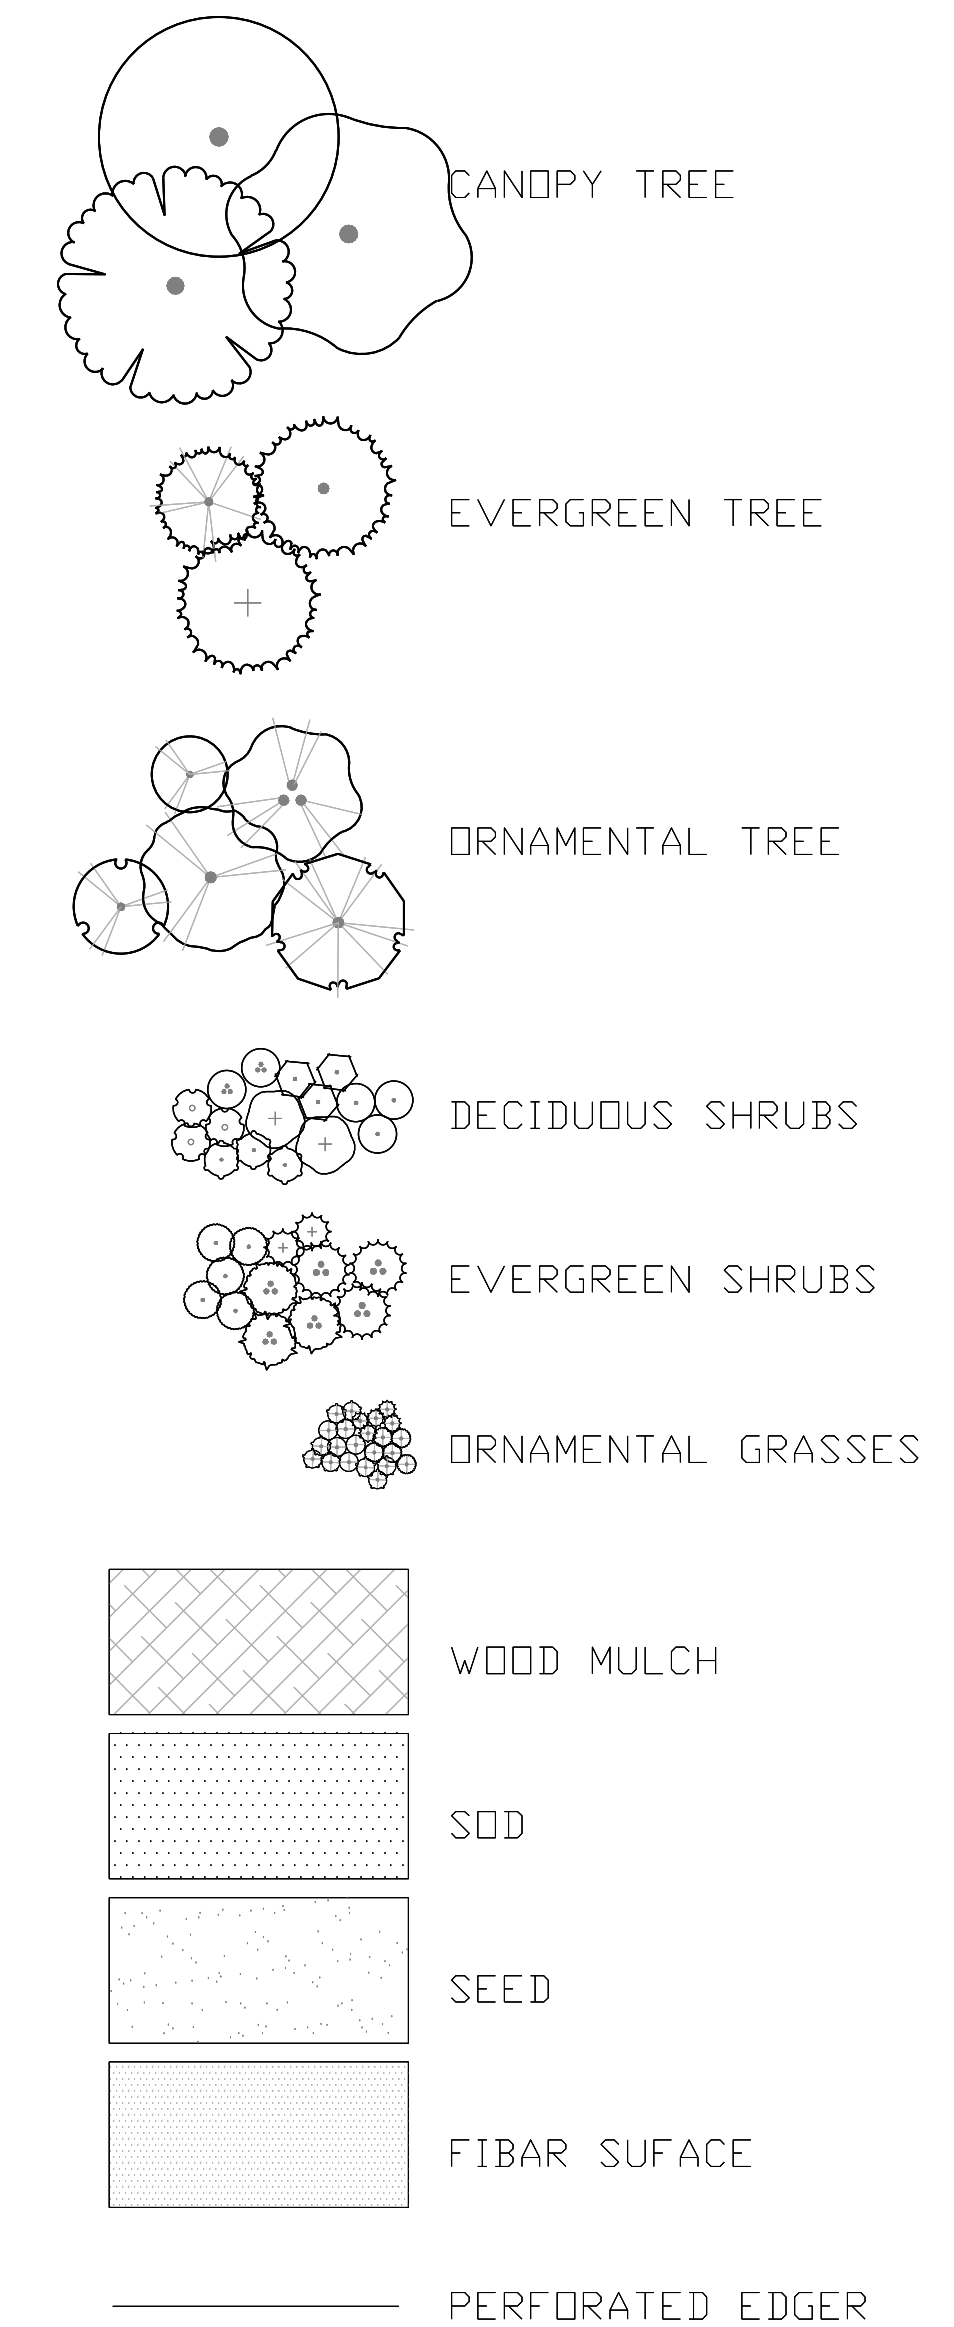 CANOPY TREE
EVERGREEN TREE
ORNAMENTAL TREE
DECIDUOUS SHRUBS
EVERGREEN SHRUBS
ORNAMENTAL GRASSES
WOOD MULCH
SOD
SEED
FIBAR SUFACE
PERFORATED EDGER